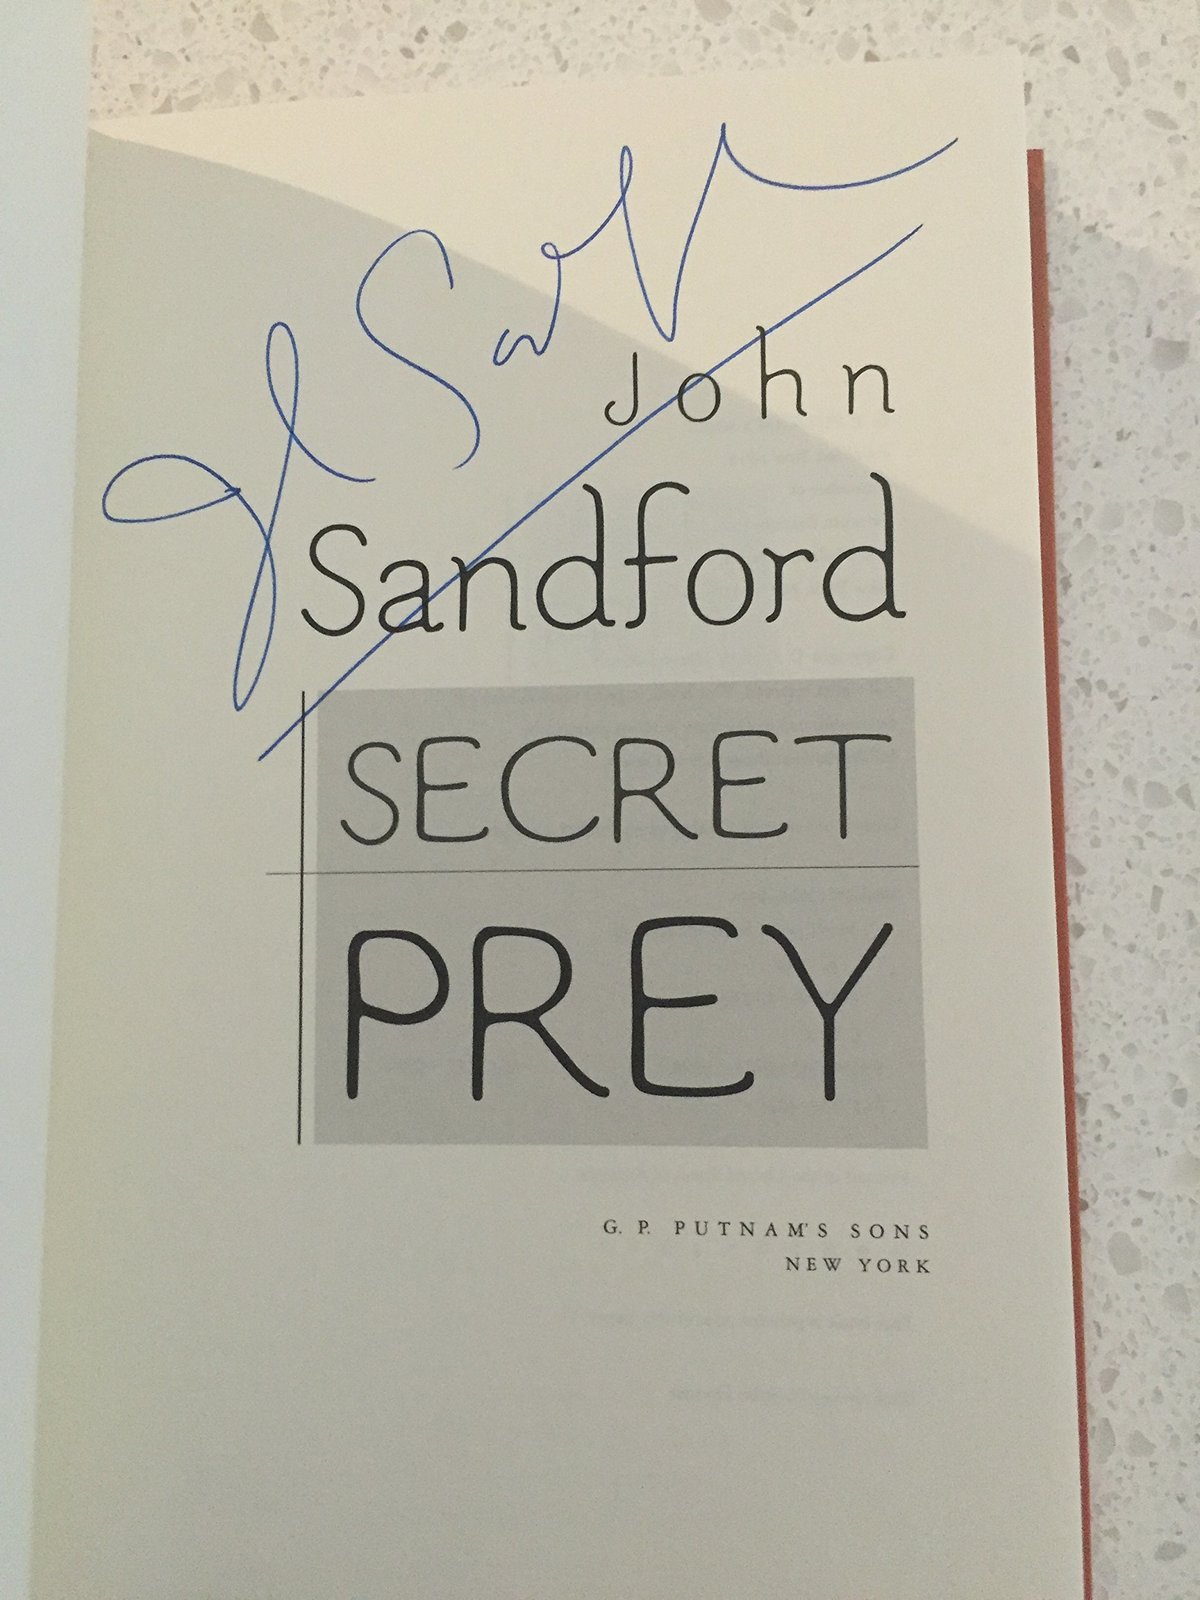 John
Sandford
SECRET
PREY
G. P. PUTNAM'S SONS
NEW YORK